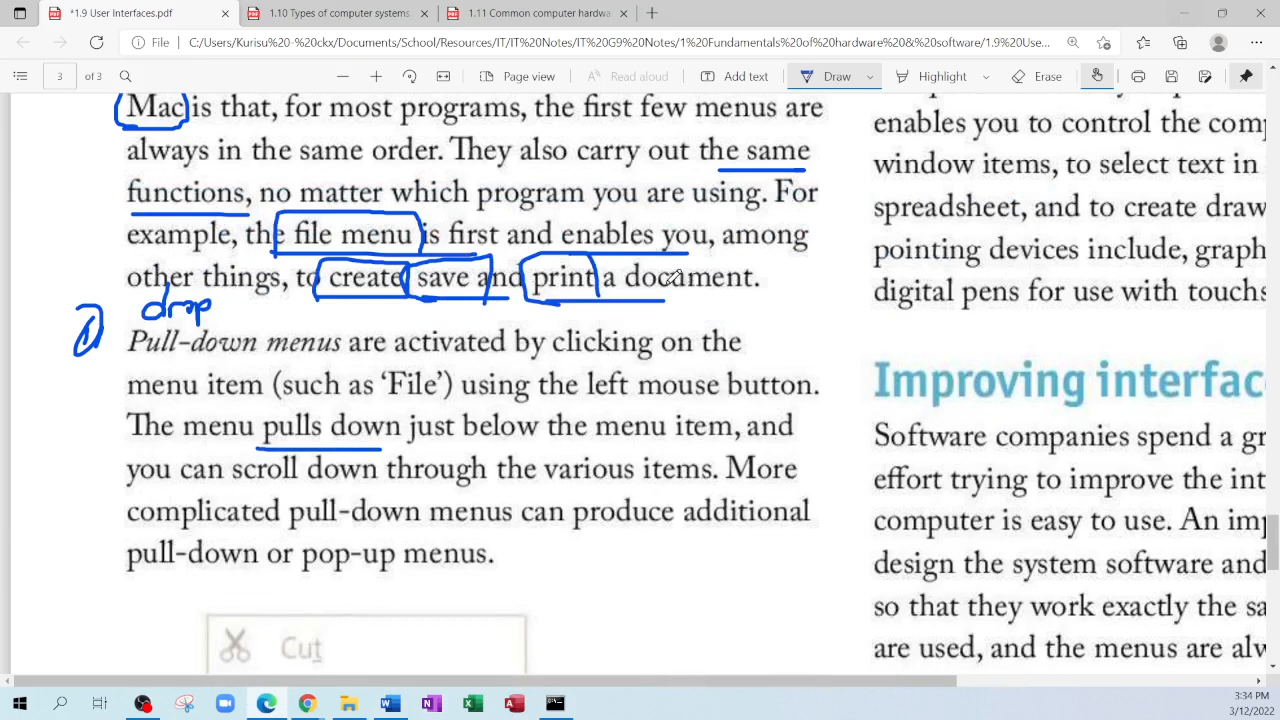 *1.9 User Interfaces.pdf
1.10 Types of computer systems
1.11 Common computer hardwa
File
C:/Users/Kurisu%20-%20ckx/Documents/School/Resources/IT/IT%20Notes/IT%20G9%20Notes/1%20Fundamentals%20of%20hardware%20&%20software/1.9%20Use...
3
of 3
Page view
Read aloud
Add text
Draw
Highlight
Erase
Mac is that, for most programs, the first few menus are
always in the same order. They also carry out the same
functions, no matter which program you are using. For
example, the file menu is first and enables you, among
other things, to create save and print a document.
drop
Pull-down menus are activated by clicking on the
menu item (such as ‘File’) using the left mouse button.
The menu pulls down just below the menu item, and
you can scroll down through the various items. More
complicated pull-down menus can produce additional
pull-down or pop-up menus.
Cut
enables you to control the comp
window items, to select text in
spreadsheet, and to create draw
pointing devices include, graph
digital pens for use with touchs
Improving interfac
Software companies spend a gr
effort trying to improve the int
computer is easy to use. An imp
design the system software and
so that they work exactly the sa
are used, and the menus are alw
3:34 PM
3/12/2022